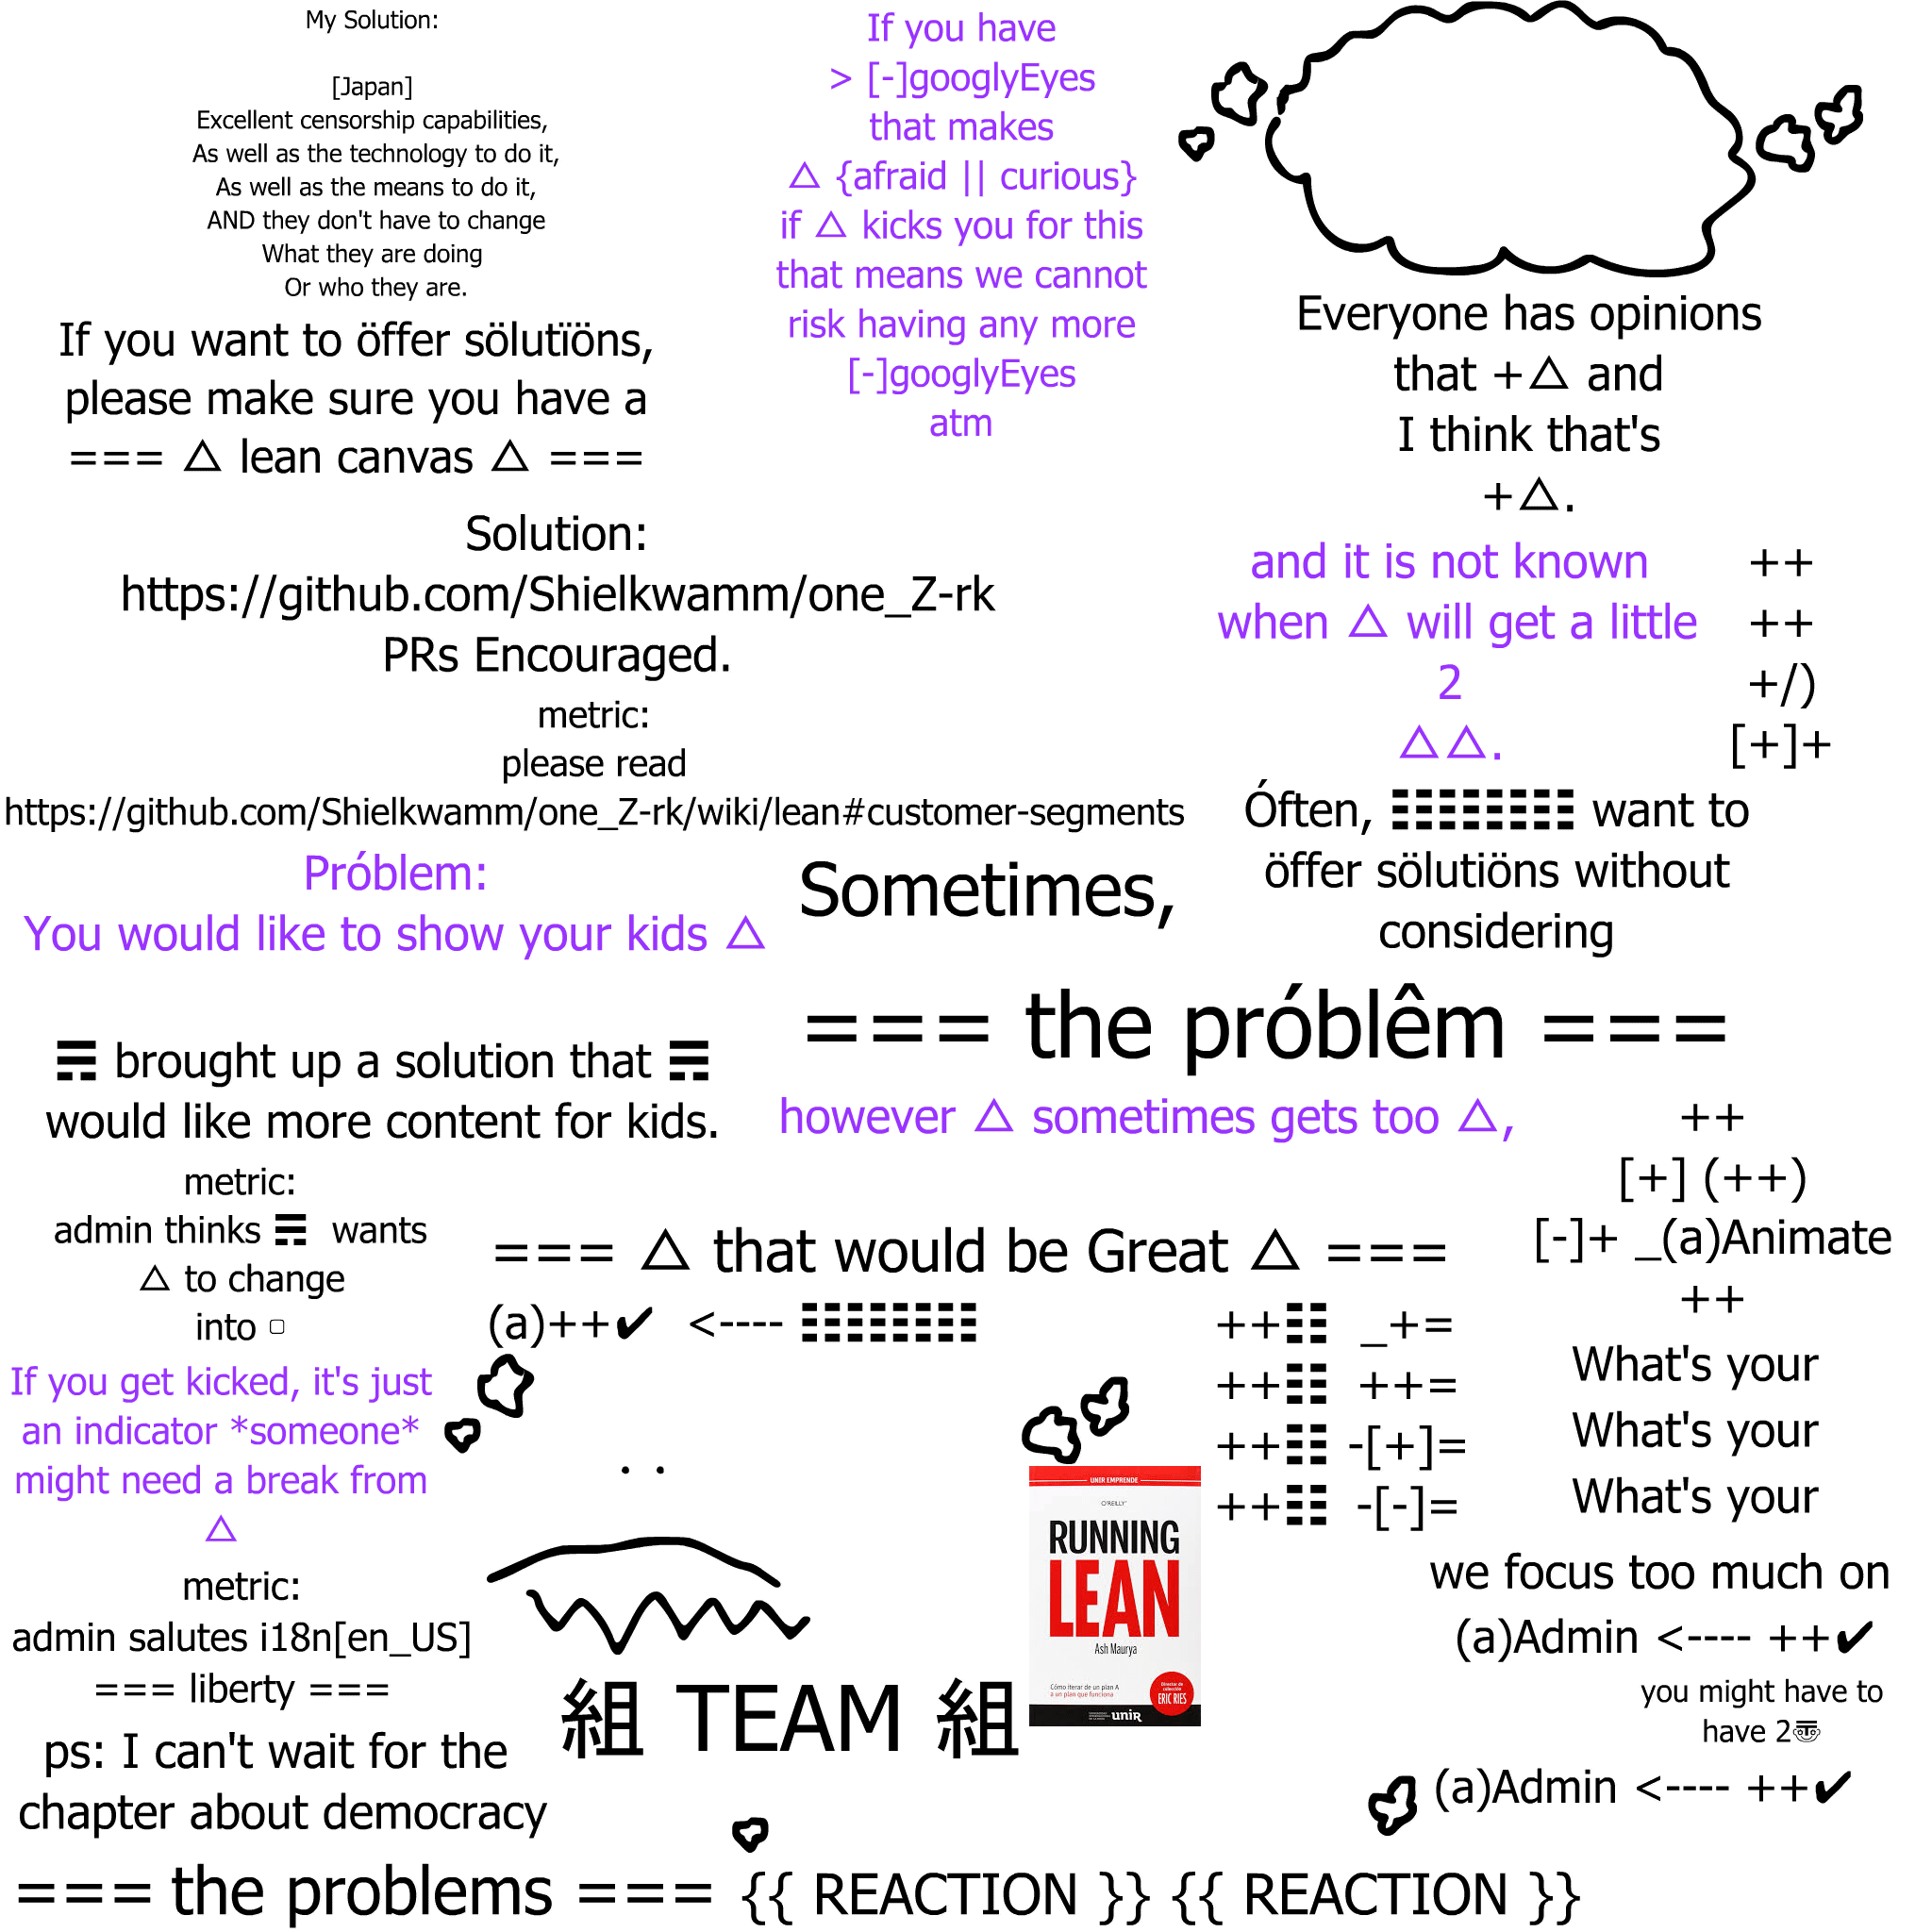 My Solution:
[Japan]
Excellent censorship capabilities,
As well as the technology to do it,
As well as the means to do it,
AND they don't have to change
What they are doing
Or who they are.
If you want to öffer sölutïöns,
please make sure you have a
=== △ lean canvas △ ===
If you have
> [-]googlyEyes
that makes
△ {afraid || curious}
if △ kicks you for this
that means we cannot
risk having any more
[-]googlyEyes
atm
Everyone has opinions
that +△ and
I think that's
+△.
Solution:
https://github.com/Shielkwamm/one_Z-rk
PRs Encouraged.
metric:
please read
https://github.com/Shielkwamm/one_Z-rk/wiki/lean#customer-segments
and it is not known
when △ will get a little
2
△△.
++
++
+/)
[+]+
Óften, ☷☷☷☷☷☷☷☷ want to
öffer sölutiöns without
considering
Próblem:
You would like to show your kids △
Sometimes,
=== the próblêm ===
☴ brought up a solution that ☴
would like more content for kids.
however △ sometimes gets too △,
++
[+] (++)
[-]+ _(a)Animate
++
metric:
admin thinks ☴ wants
△ to change
into ▢
=== △ that would be Great △ ===
(a)++✔ <---- ☷☷☷☷☷☷☷☷
++☷ _+=
++☷ ++=
++☷ -[+]=
++☷ -[-]=
What's your
What's your
What's your
If you get kicked, it's just
an indicator *someone*
might need a break from
△
. .
UNIR EMPRENDE
O'REILLY
RUNNING
LEAN
Ash Maurya
Cómo iterar de un plan A
a un plan que funciona
Director de
colección
ERIC RIES
unir
we focus too much on
(a)Admin <---- ++✔
you might have to
have 2
(a)Admin <---- ++✔
metric:
admin salutes i18n[en_US]
=== liberty ===
組 TEAM 組
ps: I can't wait for the
chapter about democracy
=== the problems === {{ REACTION }} {{ REACTION }}